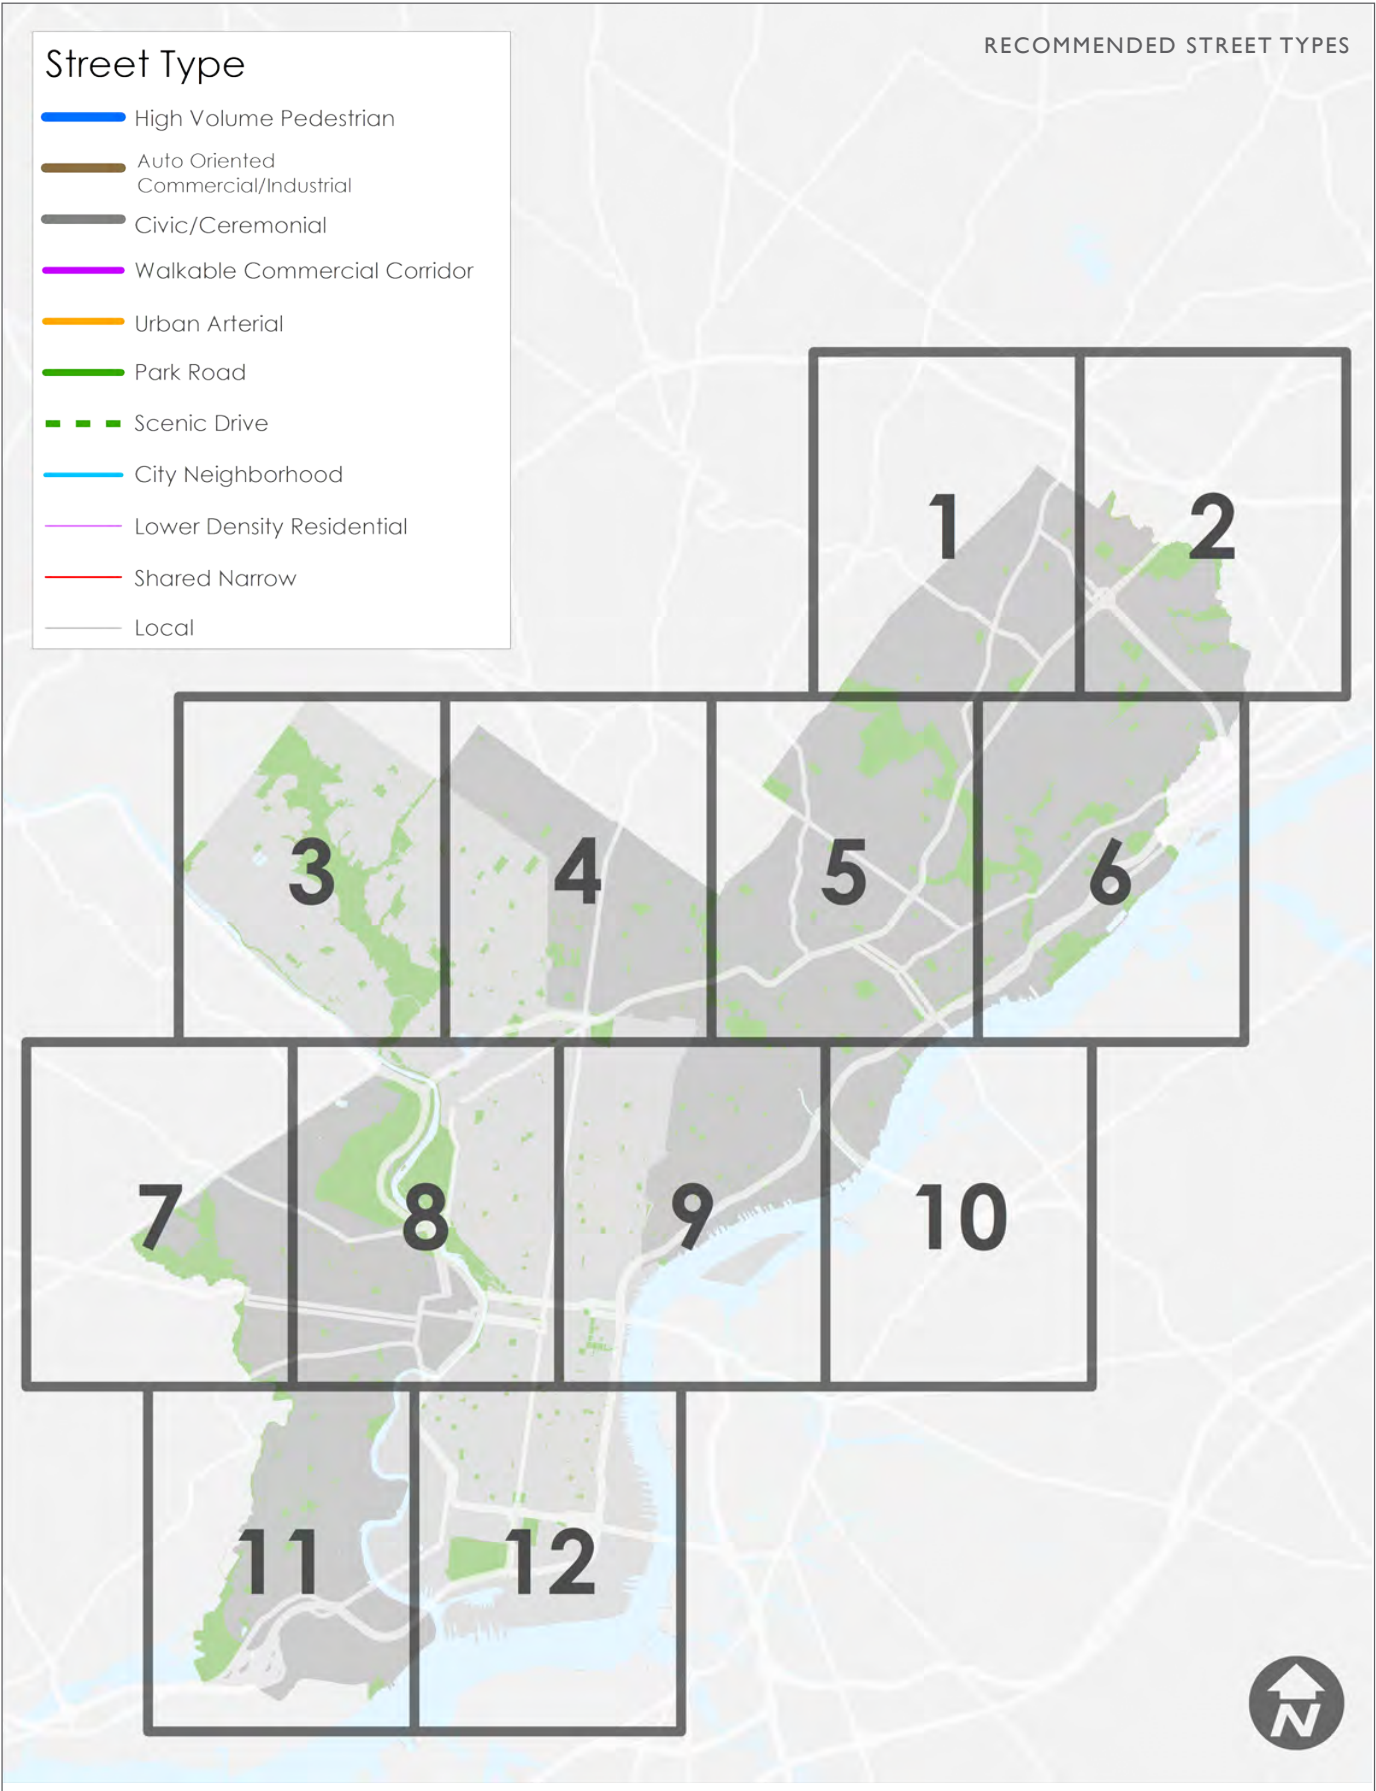 RECOMMENDED STREET TYPES
Street Type
High Volume Pedestrian
Auto Oriented
Commercial/Industrial
Civic/Ceremonial
Walkable Commercial Corridor
Urban Arterial
Park Road
Scenic Drive
City Neighborhood
Lower Density Residential
Shared Narrow
Local
1
2
3
4
5
6
7
8
9
10
11
12
N